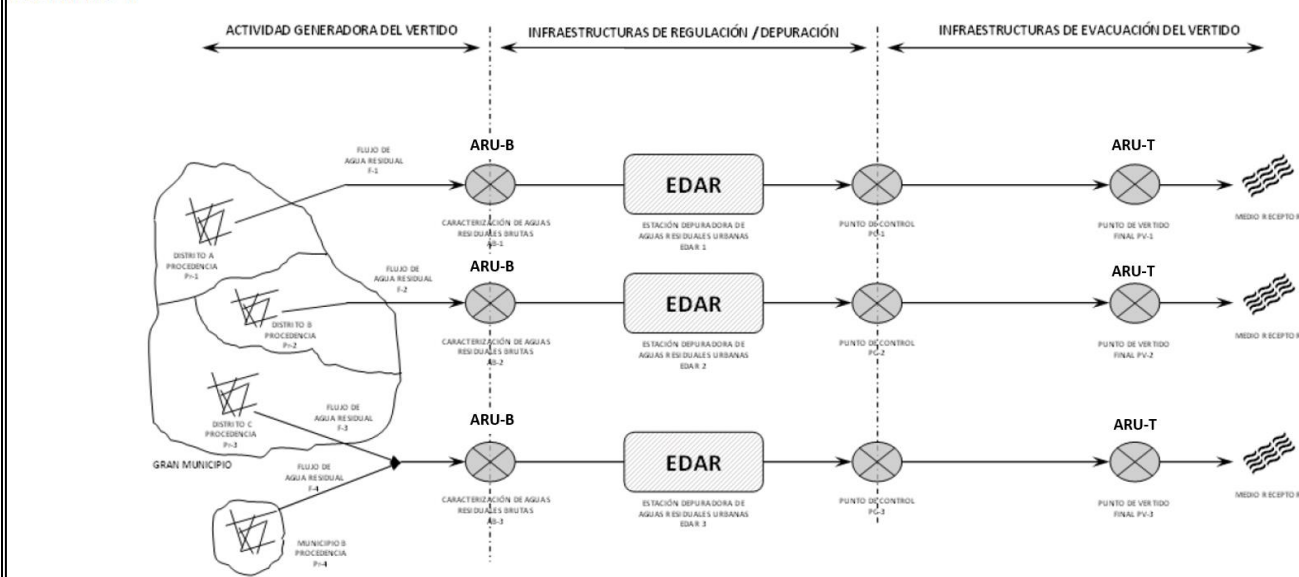 ACTIVIDAD GENERADORA DEL VERTIDO
INFRAESTRUCTURAS DE REGULACIÓN / DEPURACIÓN
INFRAESTRUCTURAS DE EVACUACIÓN DEL VERTIDO
FLUJO DE
AGUA RESIDUAL
F-1
ARU-B
EDAR
ARU-T
DISTRITO A
PROCEDENCIA
Pr-1
CARACTERIZACIÓN DE AGUAS
RESIDUALES BRUTAS
AB-1
ESTACIÓN DEPURADORA DE
AGUAS RESIDUALES URBANAS
EDAR 1
PUNTO DE CONTROL
PC-1
PUNTO DE VERTIDO
FINAL PV-1
MEDIO RECEPTOR
FLUJO DE
AGUA RESIDUAL
F-2
ARU-B
EDAR
ARU-T
DISTRITO B
PROCEDENCIA
Pr-2
CARACTERIZACIÓN DE AGUAS
RESIDUALES BRUTAS
AB-2
ESTACIÓN DEPURADORA DE
AGUAS RESIDUALES URBANAS
EDAR 2
PUNTO DE CONTROL
PC-2
PUNTO DE VERTIDO
FINAL PV-2
MEDIO RECEPTOR
DISTRITO C
PROCEDENCIA
Pr-3
FLUJO DE
AGUA RESIDUAL
F-3
ARU-B
EDAR
ARU-T
GRAN MUNICIPIO
FLUJO DE
AGUA RESIDUAL
F-4
CARACTERIZACIÓN DE AGUAS
RESIDUALES BRUTAS
AB-3
ESTACIÓN DEPURADORA DE
AGUAS RESIDUALES URBANAS
EDAR 3
PUNTO DE CONTROL
PC-3
PUNTO DE VERTIDO
FINAL PV-3
MEDIO RECEPTOR
MUNICIPIO B
PROCEDENCIA
Pr-4